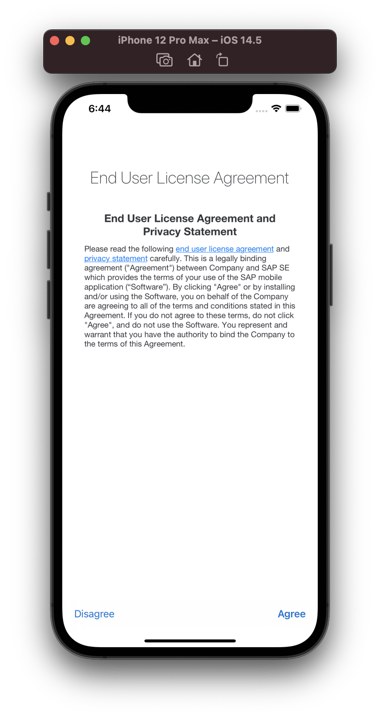 iPhone 12 Pro Max – iOS 14.5
6:44
End User License Agreement
End User License Agreement and
Privacy Statement
Please read the following end user license agreement and
privacy statement carefully. This is a legally binding
agreement ("Agreement") between Company and SAP SE
which provides the terms of your use of the SAP mobile
application (“Software”). By clicking "Agree" or by installing
and/or using the Software, you on behalf of the Company
are agreeing to all of the terms and conditions stated in this
Agreement. If you do not agree to these terms, do not click
"Agree", and do not use the Software. You represent and
warrant that you have the authority to bind the Company to
the terms of this Agreement.
Disagree
Agree